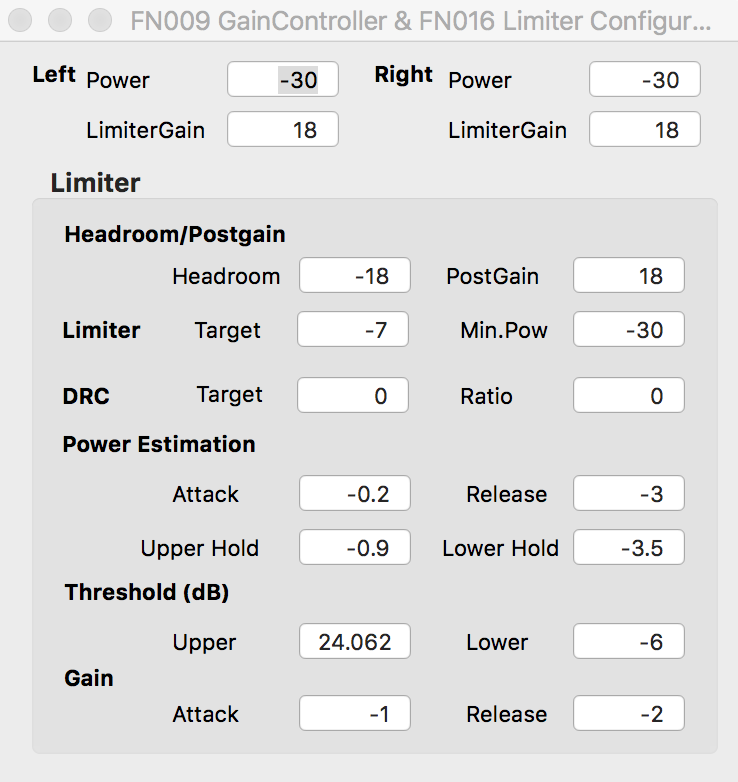 FN009 GainController & FN016 Limiter Configur...
Left Power -30 Right Power -30
LimiterGain 18 LimiterGain 18
Limiter
Headroom/Postgain
Headroom -18 PostGain 18
Limiter Target -7 Min.Pow -30
DRC Target 0 Ratio 0
Power Estimation
Attack -0.2 Release -3
Upper Hold -0.9 Lower Hold -3.5
Threshold (dB)
Upper 24.062 Lower -6
Gain
Attack -1 Release -2